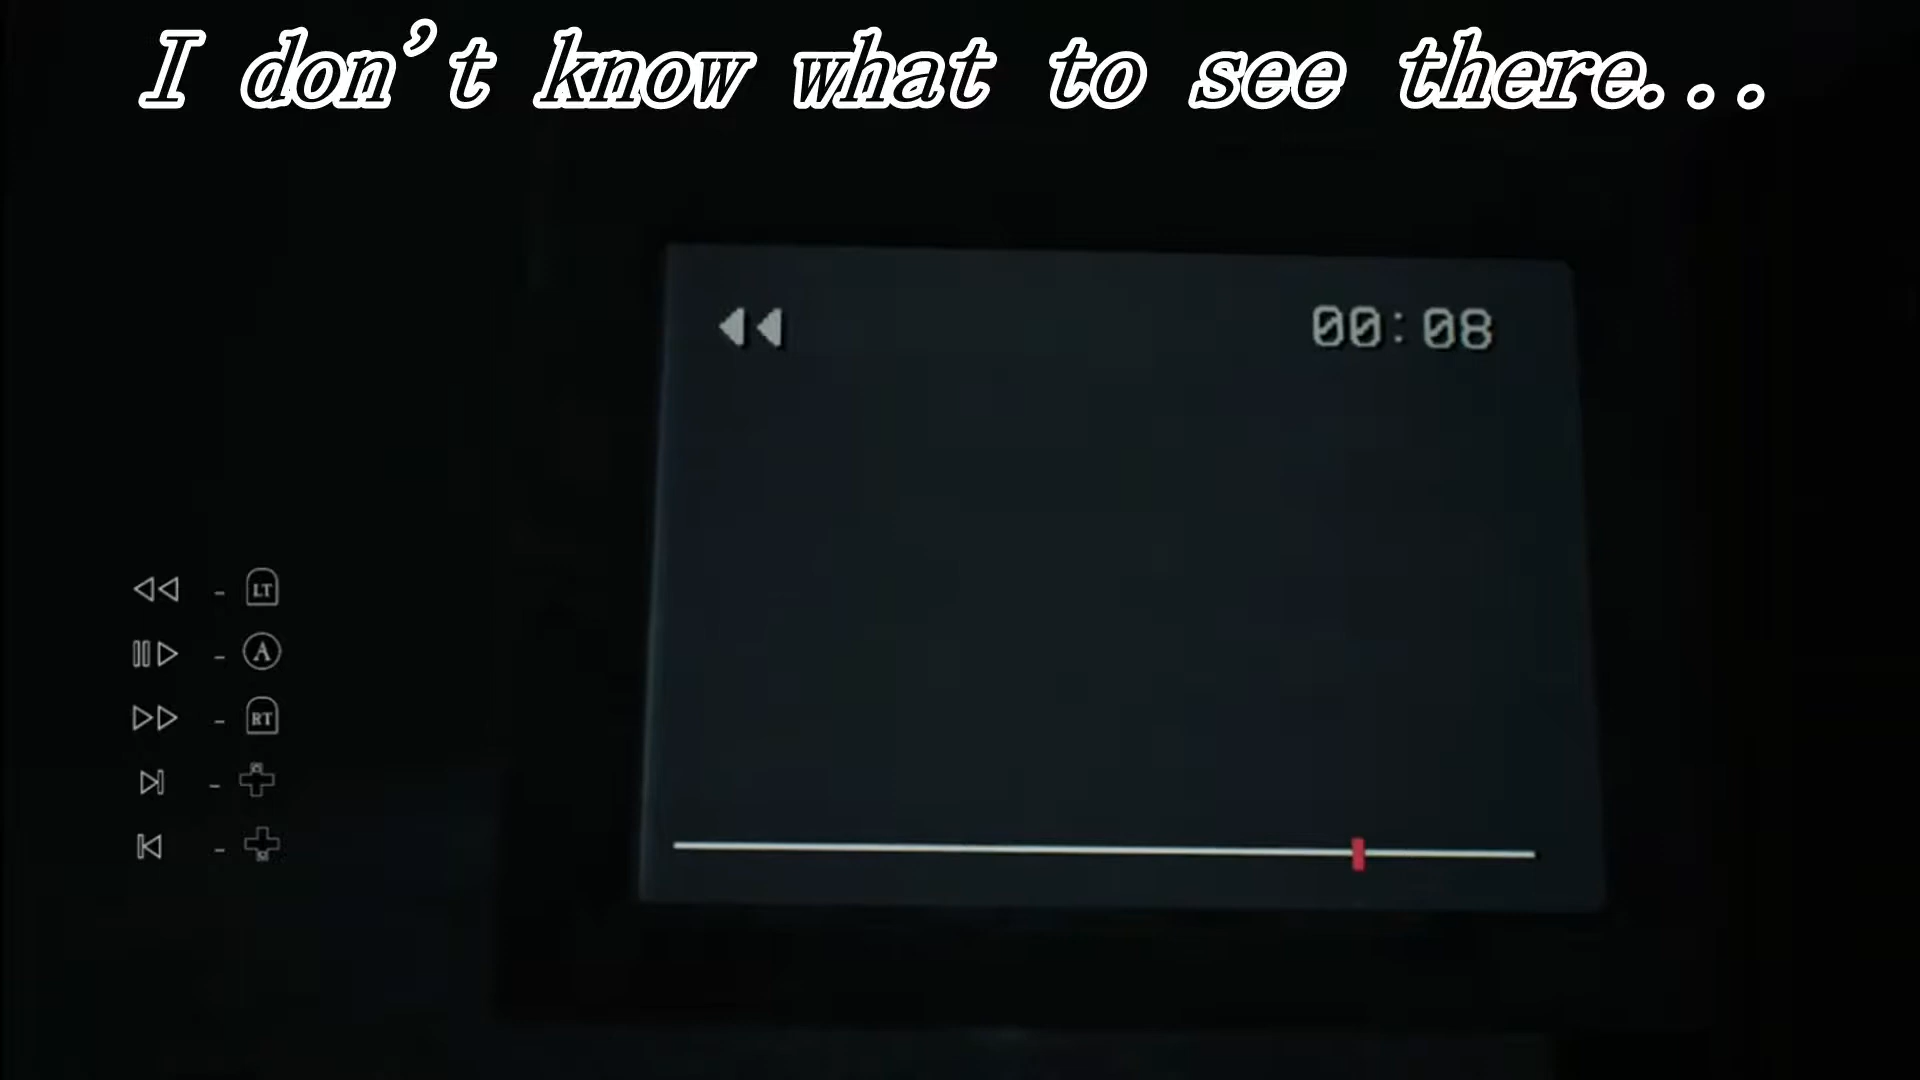 I don't know what to see there...
00:08
- LT
- A
- RT
-
-